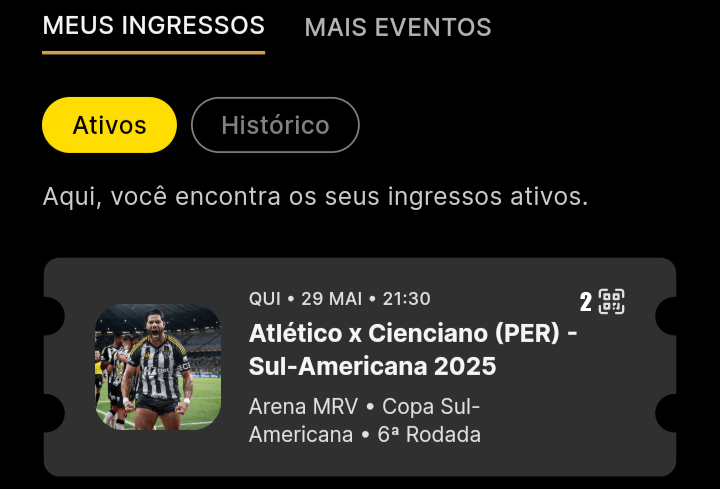 MEUS INGRESSOS
MAIS EVENTOS
Ativos
Histórico
Aqui, você encontra os seus ingressos ativos.
QUI • 29 MAI • 21:30
2
Atlético x Cienciano (PER) -
Sul-Americana 2025
Arena MRV • Copa Sul-
Americana • 6ª Rodada